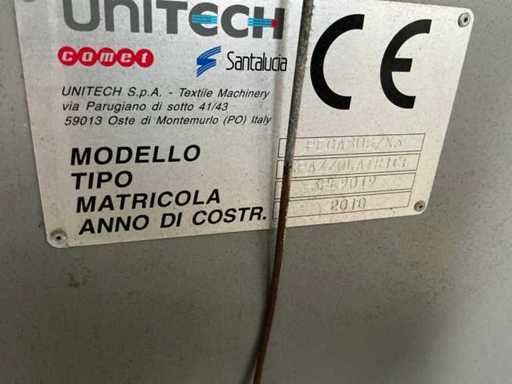 UNITECH
comet
Santalucia
CE
UNITECH S.p.A. - Textile Machinery
via Parugiano di sotto 41/43
59013 Oste di Montemurlo (PO) Italy
MODELLO
TIPO
MATRICOLA
ANNO DI COSTR. 2010